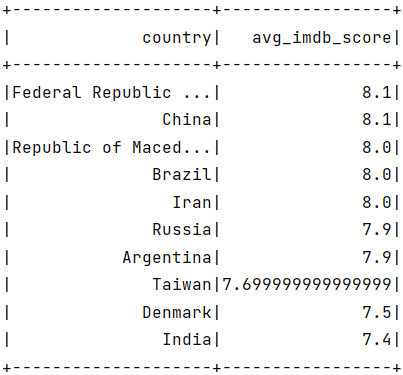 +--------------------+-----------------+
|             country|   avg_imdb_score|
+--------------------+-----------------+
|Federal Republic ...|              8.1|
|               China|              8.1|
|Republic of Maced...|              8.0|
|              Brazil|              8.0|
|                Iran|              8.0|
|              Russia|              7.9|
|           Argentina|              7.9|
|              Taiwan|7.699999999999999|
|             Denmark|              7.5|
|               India|              7.4|
+--------------------+-----------------+